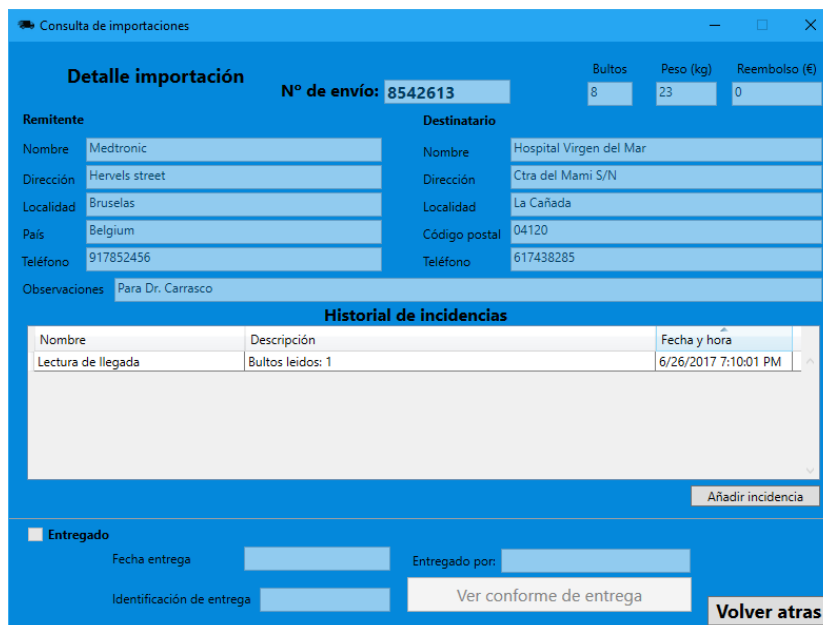 Consulta de importaciones
Detalle importación
Nº de envío: 8542613
Bultos Peso (kg) Reembolso (€)
8 23 0
Remitente Destinatario
Nombre Medtronic Nombre Hospital Virgen del Mar
Dirección Hervels street Dirección Ctra del Mami S/N
Localidad Bruselas Localidad La Cañada
País Belgium Código postal 04120
Teléfono 917852456 Teléfono 617438285
Observaciones Para Dr. Carrasco
Historial de incidencias
Nombre Descripción Fecha y hora
Lectura de llegada Bultos leidos: 1 6/26/2017 7:10:01 PM
Añadir incidencia
Entregado
Fecha entrega Entregado por:
Identificación de entrega Ver conforme de entrega
Volver atras